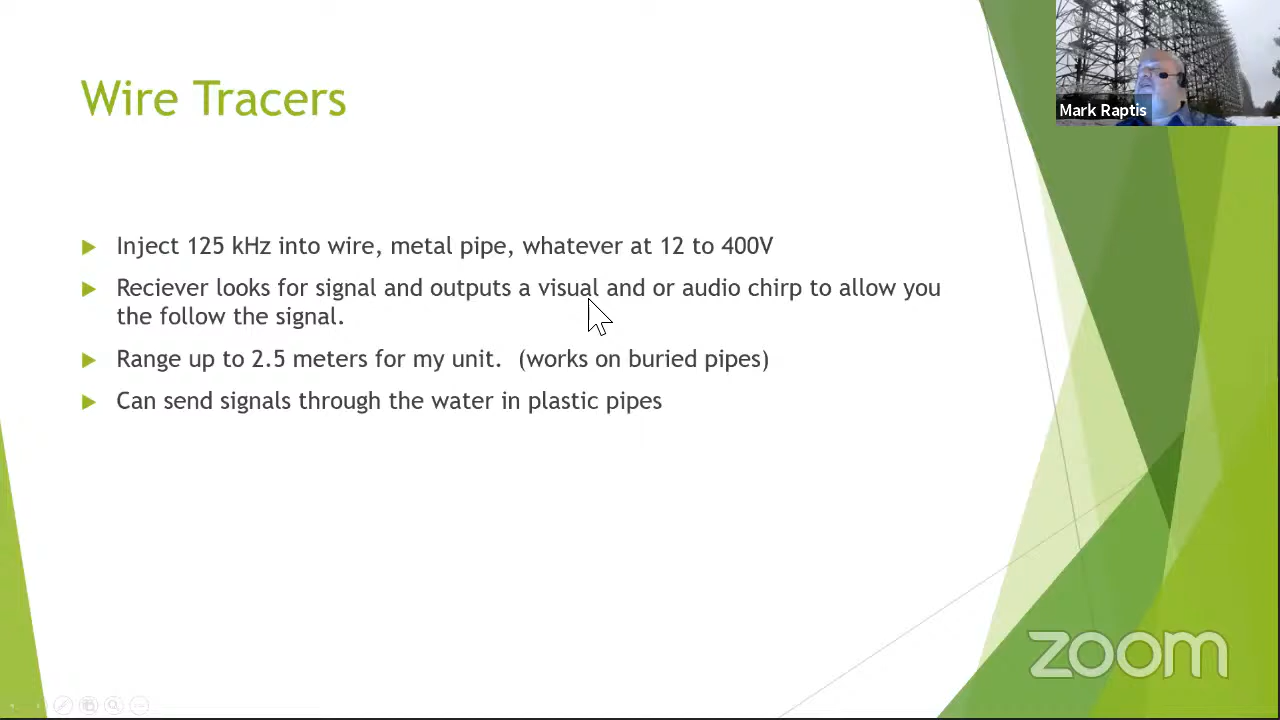 Wire Tracers
Mark Raptis
Inject 125 kHz into wire, metal pipe, whatever at 12 to 400V
Reciever looks for signal and outputs a visual and or audio chirp to allow you
the follow the signal.
Range up to 2.5 meters for my unit.  (works on buried pipes)
Can send signals through the water in plastic pipes
zoom